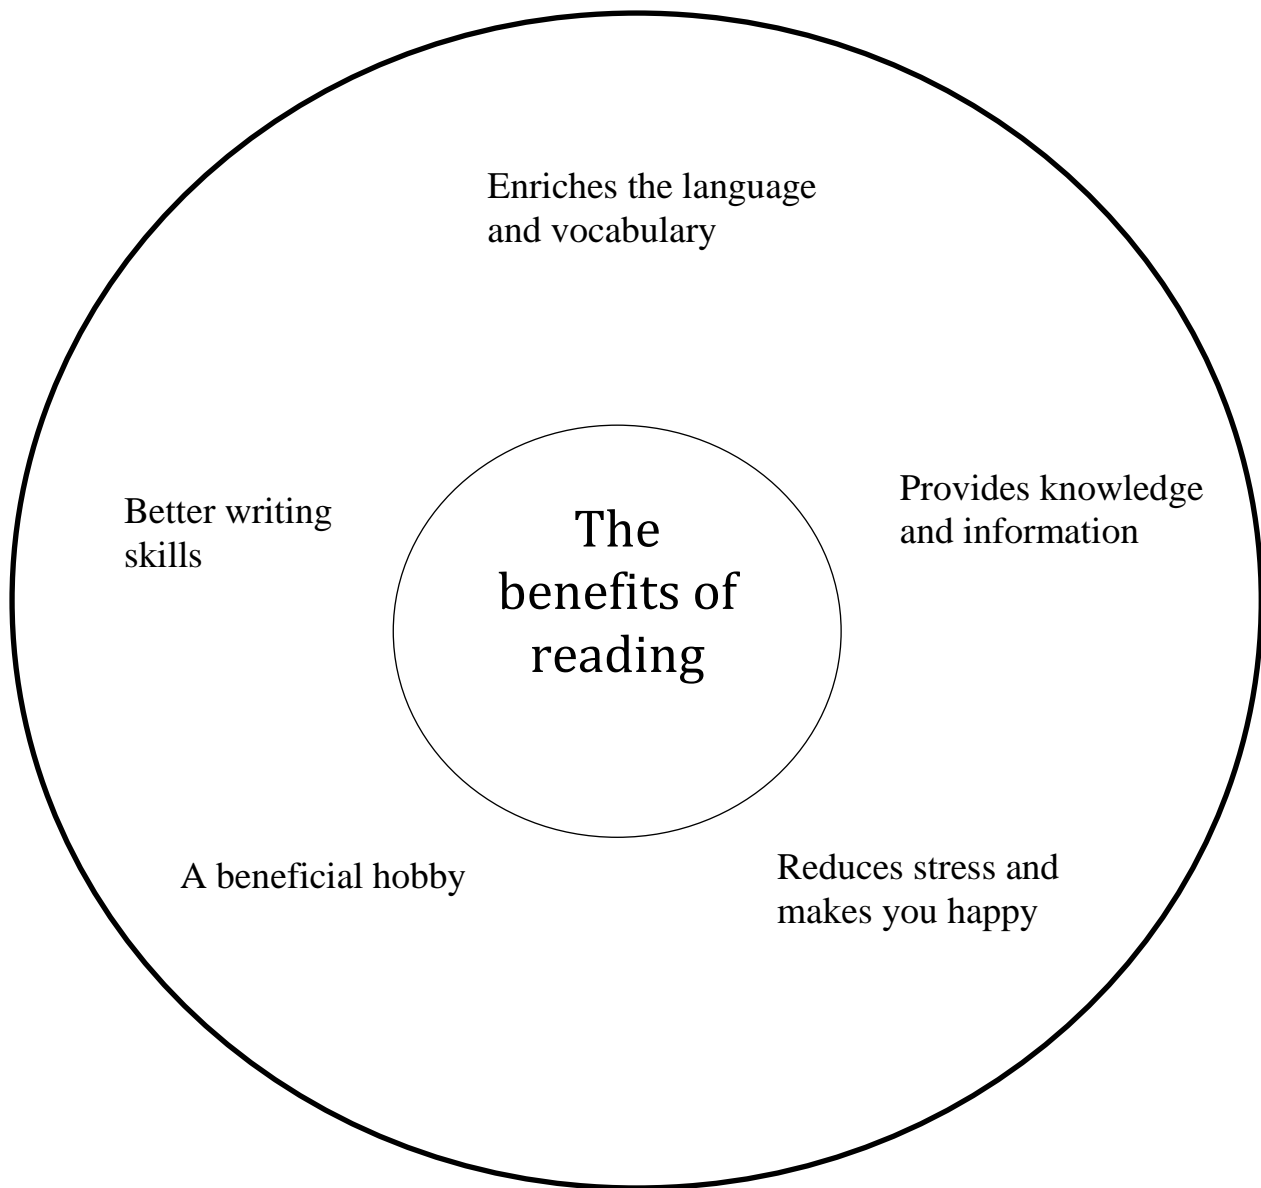 Enriches the language
and vocabulary
Provides knowledge
and information
Better writing
skills
The
benefits of
reading
A beneficial hobby
Reduces stress and
makes you happy